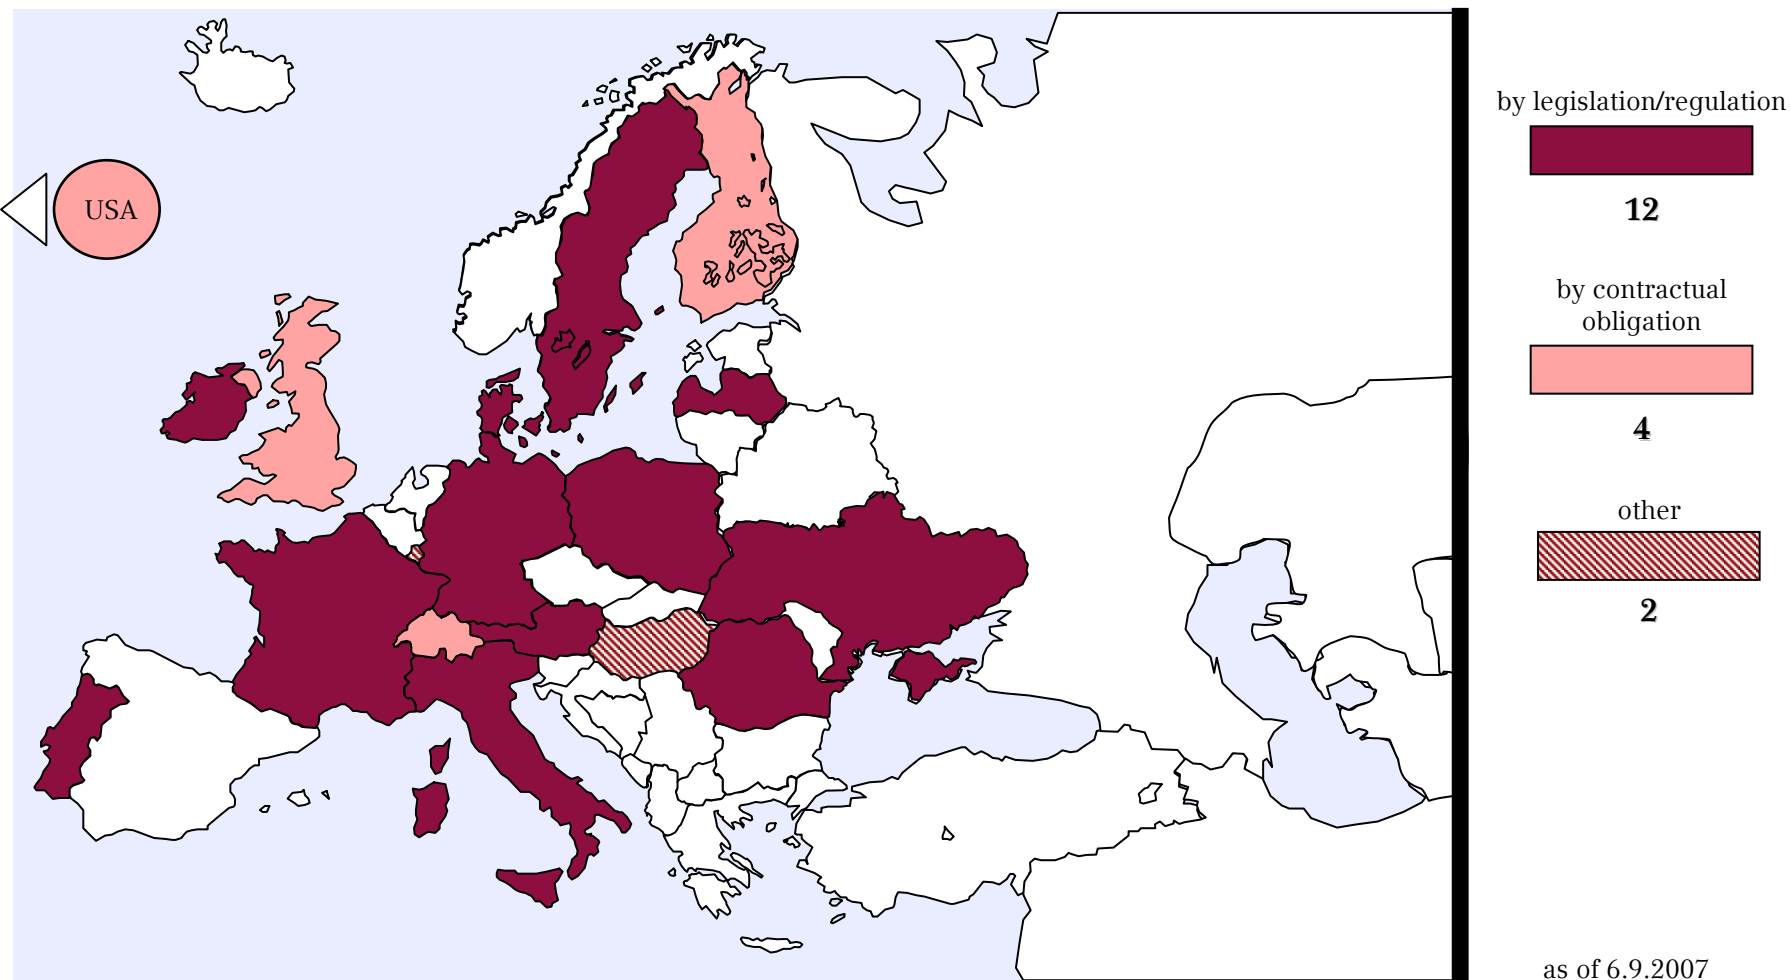 USA
by legislation/regulation
12
by contractual
obligation
4
other
2
as of 6.9.2007